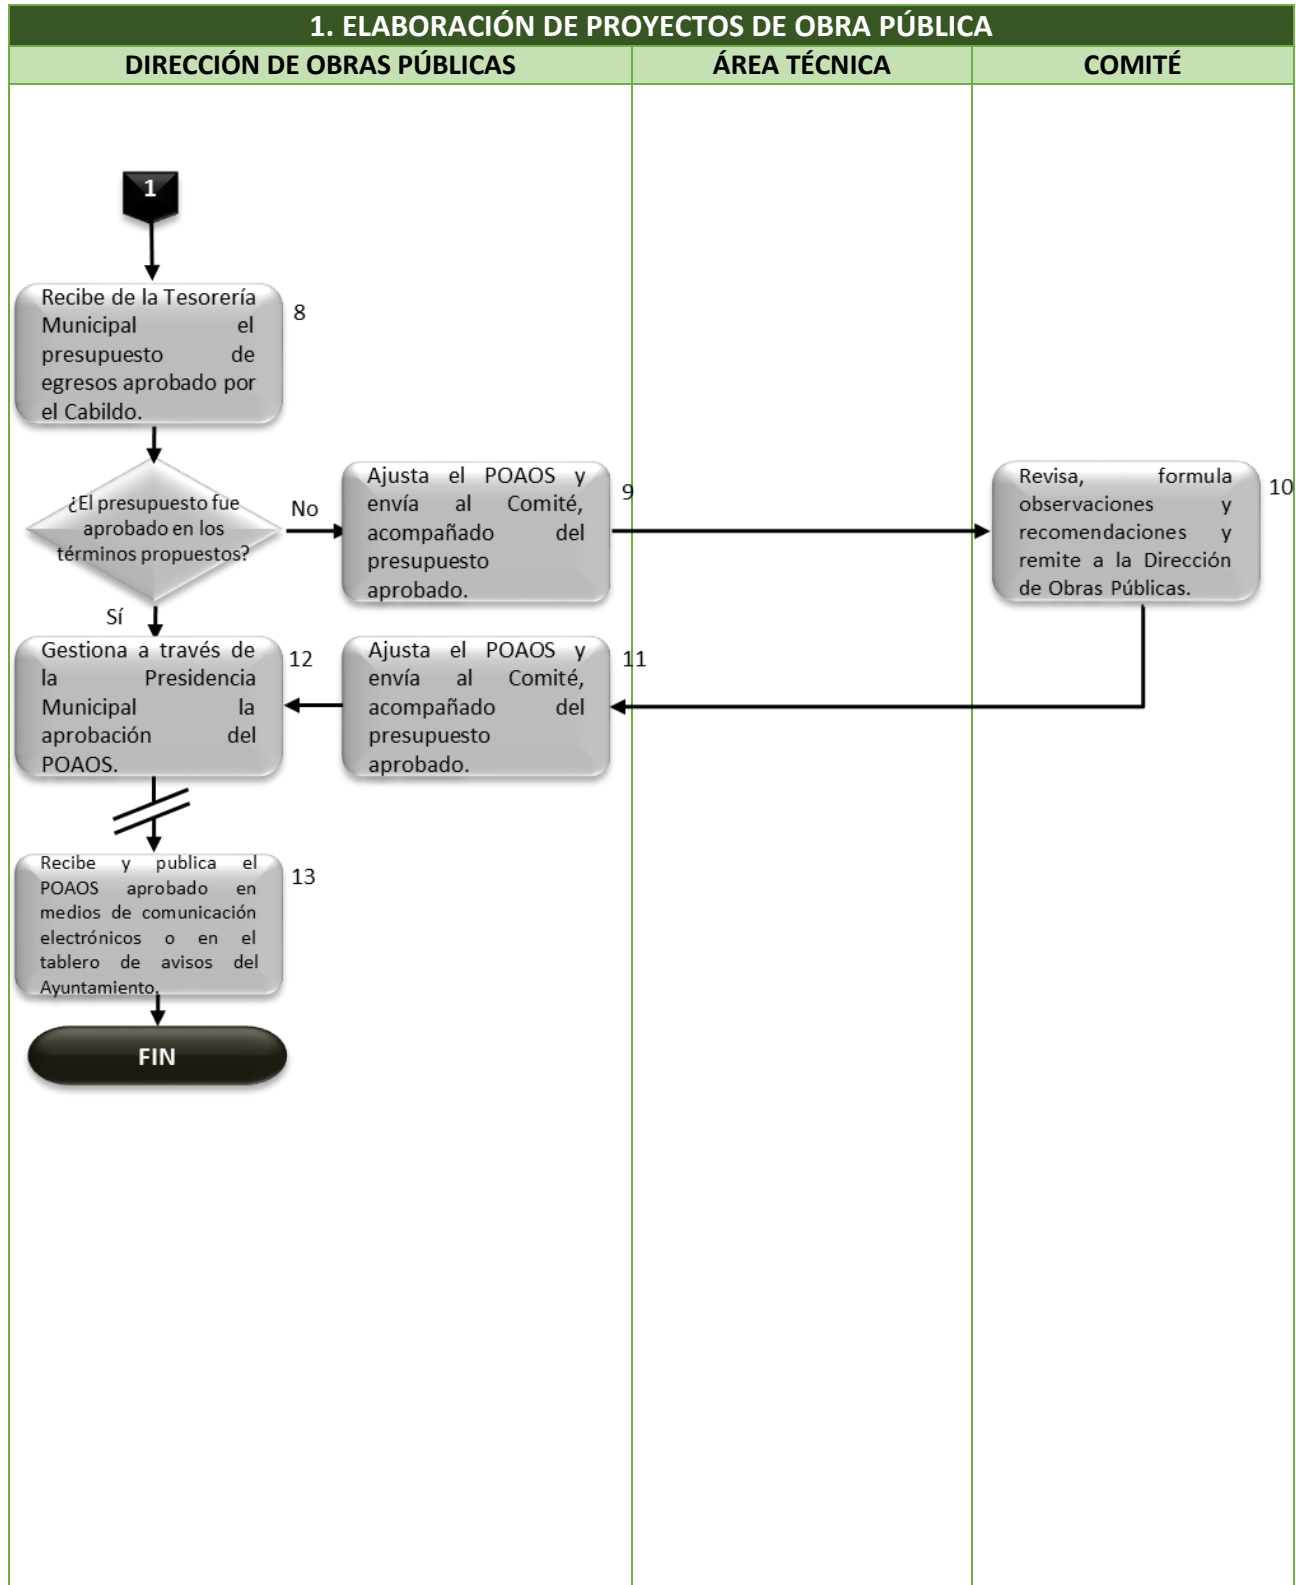 1. ELABORACIÓN DE PROYECTOS DE OBRA PÚBLICA
DIRECCIÓN DE OBRAS PÚBLICAS
ÁREA TÉCNICA
COMITÉ
1
Recibe de la Tesorería
Municipal el
presupuesto de
egresos aprobado por
el Cabildo.
8
¿El presupuesto fue
aprobado en los
términos propuestos?
No
Sí
Ajusta el POAOS y
envía al Comité,
acompañado del
presupuesto
aprobado.
9
Revisa, formula
observaciones y
recomendaciones y
remite a la Dirección
de Obras Públicas.
10
Ajusta el POAOS y
envía al Comité,
acompañado del
presupuesto
aprobado.
11
Gestiona a través de
la Presidencia
Municipal la
aprobación del
POAOS.
12
Recibe y publica el
POAOS aprobado en
medios de comunicación
electrónicos o en el
tablero de avisos del
Ayuntamiento.
13
FIN